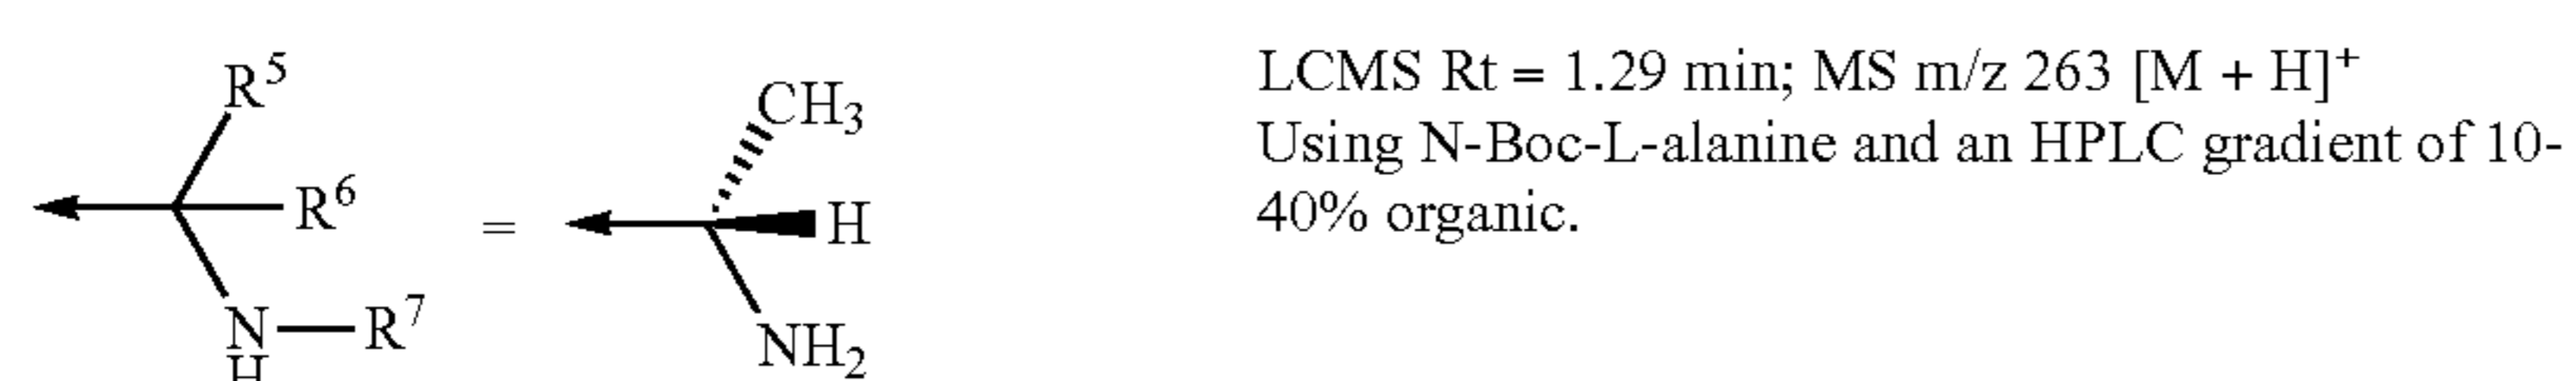 R⁵
R⁶
N—R⁷
H
=
CH₃
H
NH₂
LCMS Rt = 1.29 min; MS m/z 263 [M + H]⁺
Using N-Boc-L-alanine and an HPLC gradient of 10-
40% organic.